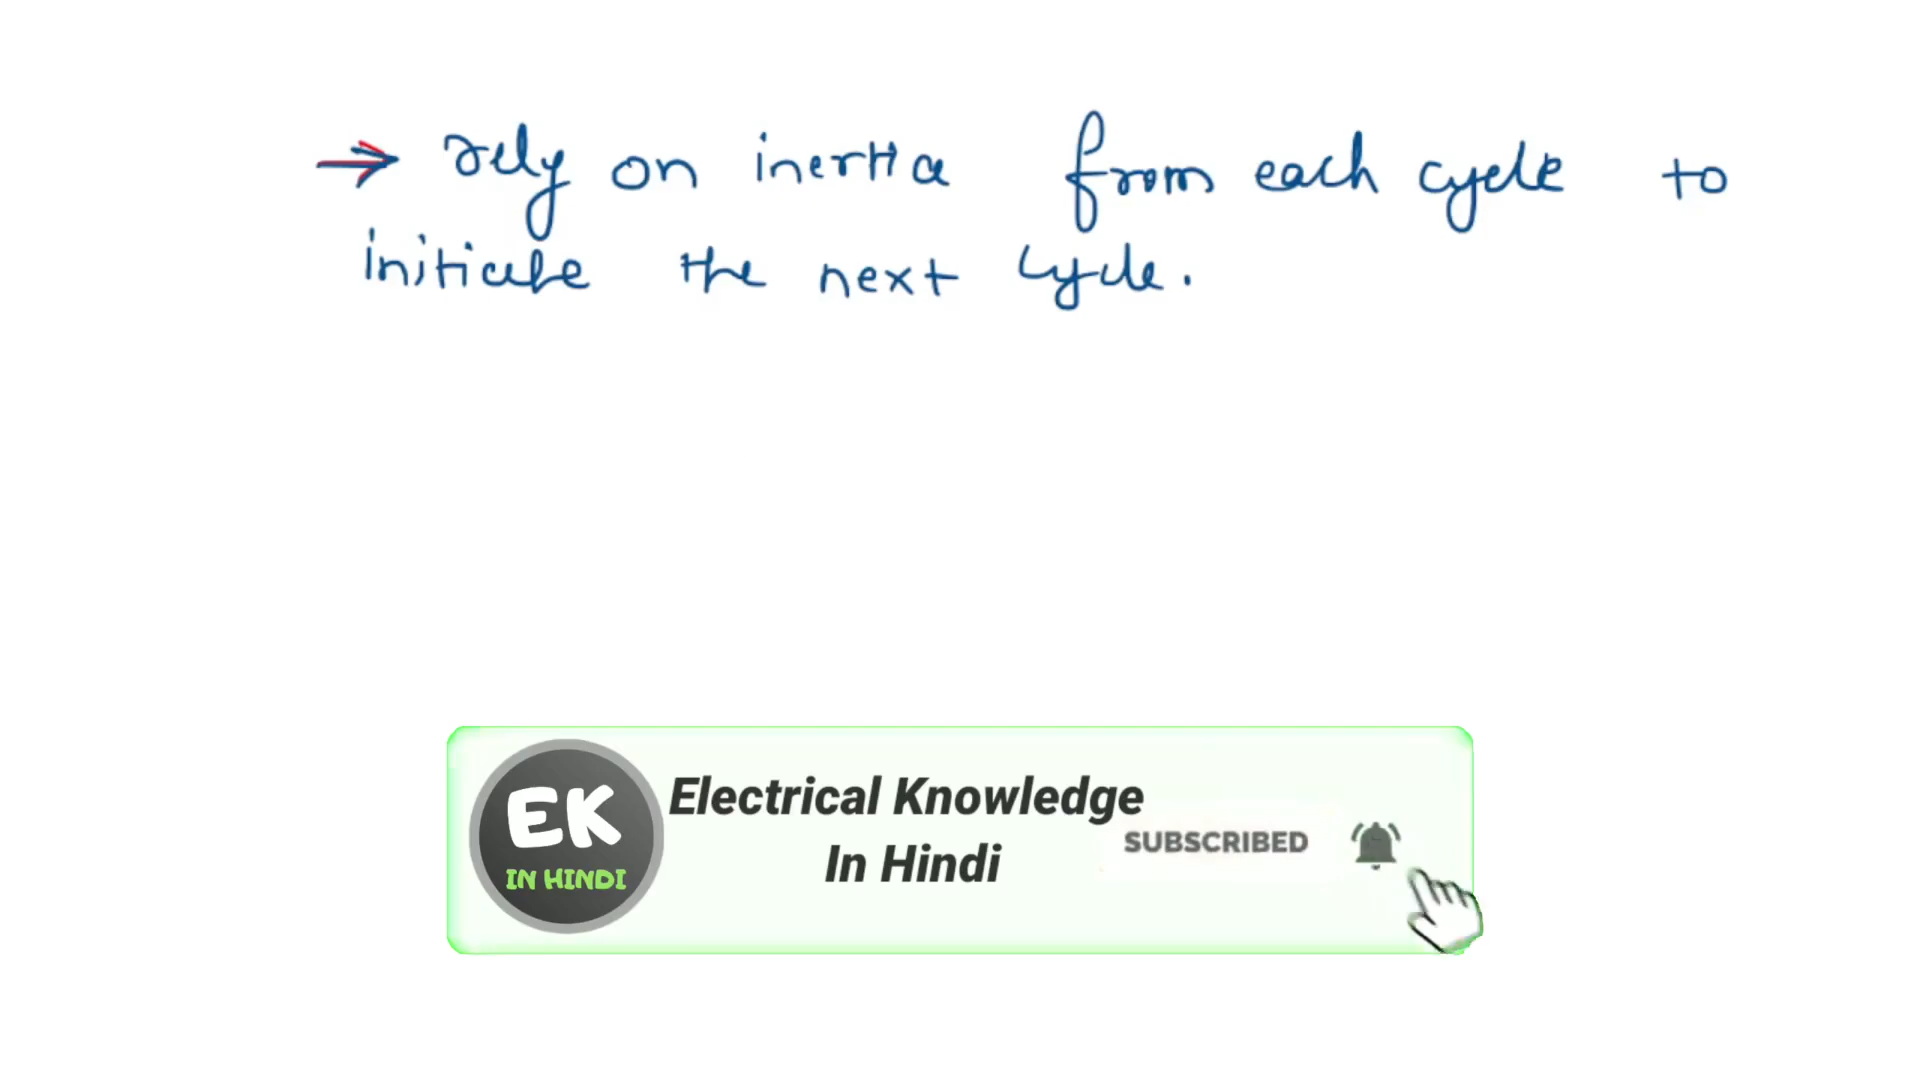 → rely on inertia from each cycle to
initiate the next cycle.
EK
IN HINDI
Electrical Knowledge
In Hindi
SUBSCRIBED